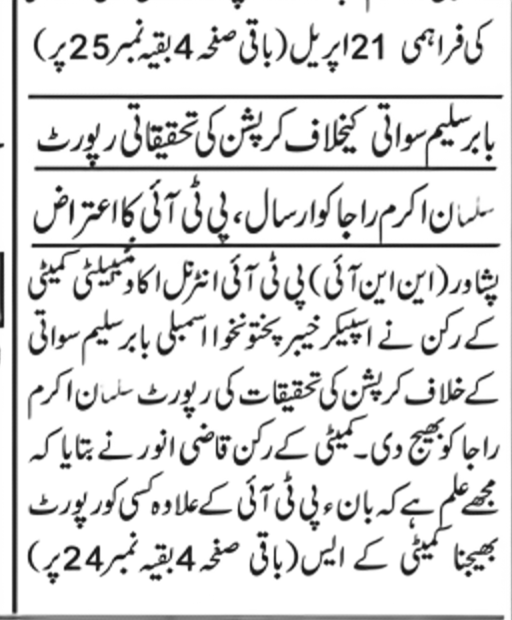 کی فراہمی 21 اپریل (باقی صفحہ 4 بقیہ نمبر 25 پر)
بابر سلیم سواتی کیخلاف کرپشن کی تحقیقاتی رپورٹ
سلمان اکرم راجا کو ارسال، پی ٹی آئی کا اعتراض
پشاور (این این آئی) پی ٹی آئی انٹرنل اکاؤنٹیبیلٹی کمیٹی
کے رکن نے اسپیکر خیبر پختونخوا اسمبلی بابر سلیم سواتی
کے خلاف کرپشن کی تحقیقات کی رپورٹ سلمان اکرم
راجا کو بھیج دی۔ کمیٹی کے رکن قاضی انور نے بتایا کہ
مجھے علم ہے کہ بانیء پی ٹی آئی کے علاوہ کسی کو رپورٹ
بھیجنا کمیٹی کے ایس (باقی صفحہ 4 بقیہ نمبر 24 پر)